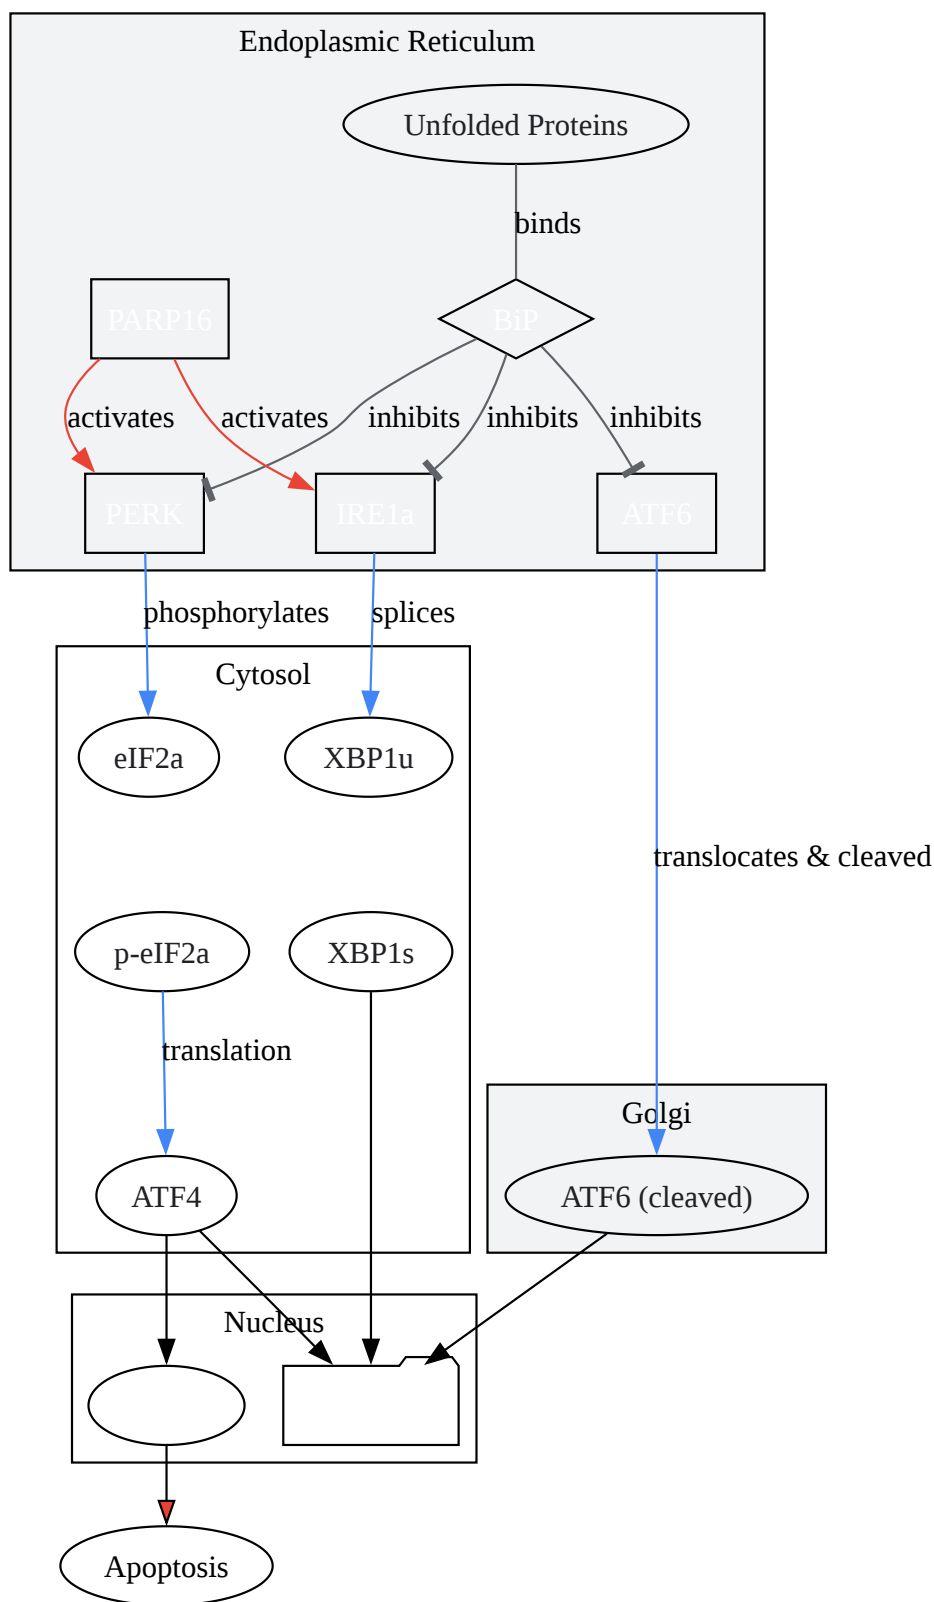 Endoplasmic Reticulum
Unfolded Proteins
binds
PARP16
BiP
activates
activates
inhibits
inhibits
inhibits
PERK
IRE1a
ATF6
phosphorylates
splices
Cytosol
eIF2a
XBP1u
translocates & cleaved
p-eIF2a
XBP1s
translation
Golgi
ATF4
ATF6 (cleaved)
Nucleus
Apoptosis